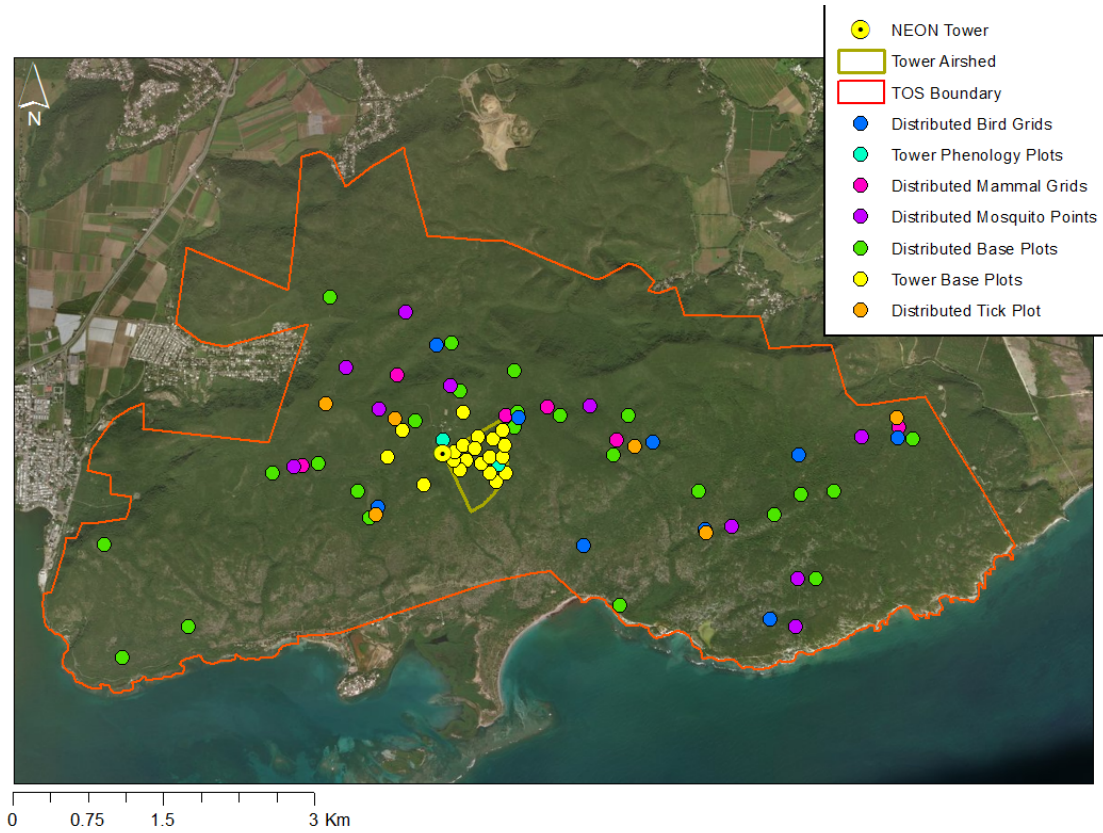 NEON Tower
Tower Airshed
TOS Boundary
Distributed Bird Grids
Tower Phenology Plots
Distributed Mammal Grids
Distributed Mosquito Points
Distributed Base Plots
Tower Base Plots
Distributed Tick Plot
N
0 0.75 1.5 3 Km